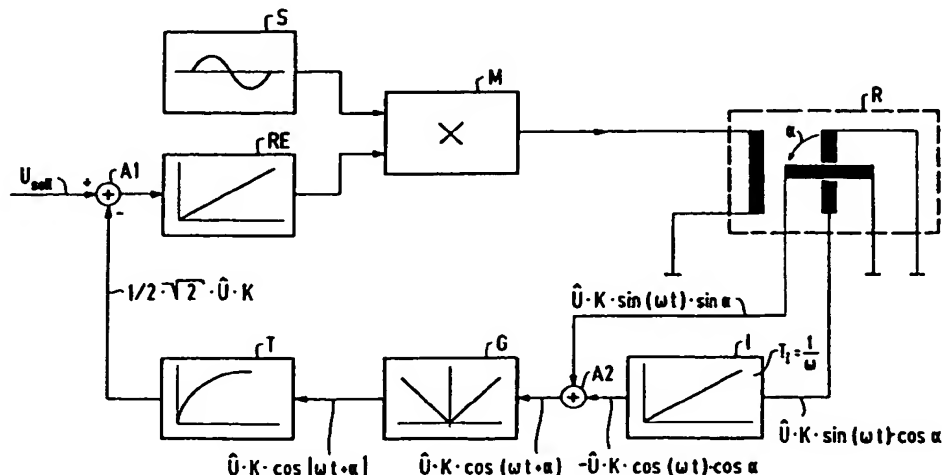 S
M
R
α
RE
U_soll
+
A1
-
1/2 · √2 · Û·K
Û·K·sin(ωt)·sin α
T
G
A2
I
T_I = 1/ω
Û·K·cos|ωt+α|
Û·K·cos(ωt+α)
-Û·K·cos(ωt)·cos α
Û·K·sin(ωt)·cos α